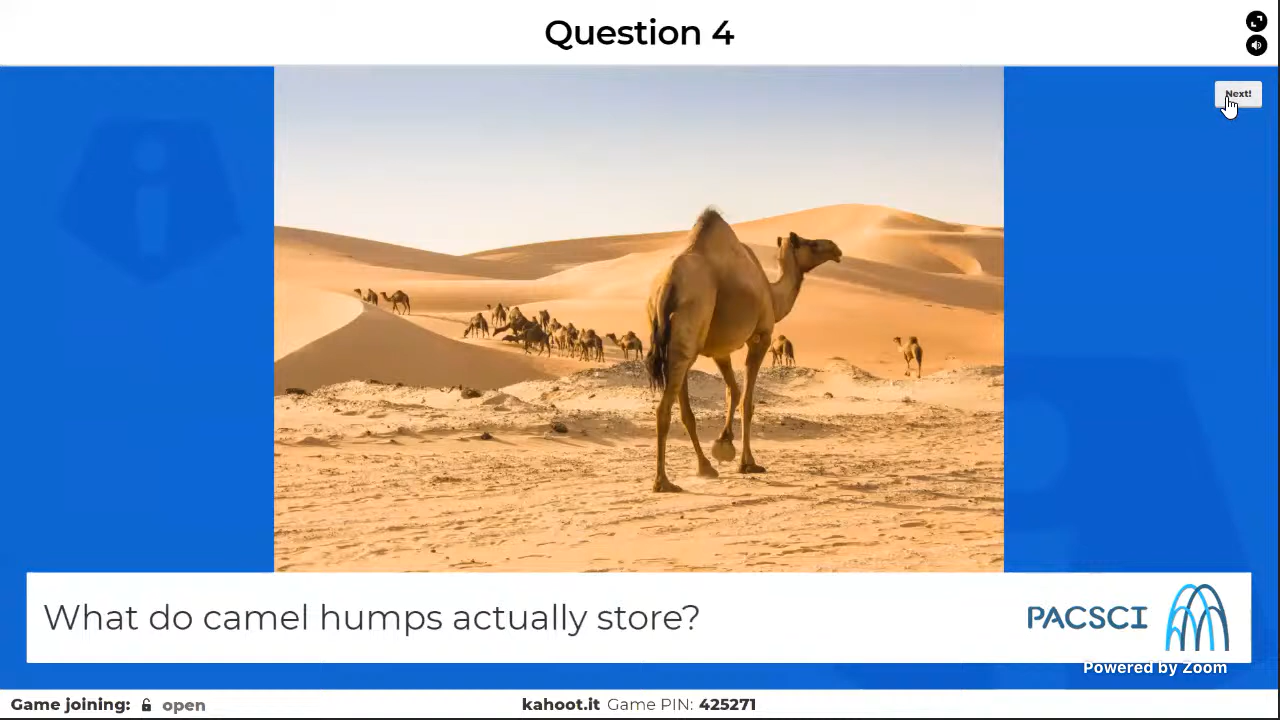 Question 4
Next!
What do camel humps actually store?
PACSCI
Powered by Zoom
Game joining: open
kahoot.it Game PIN: 425271